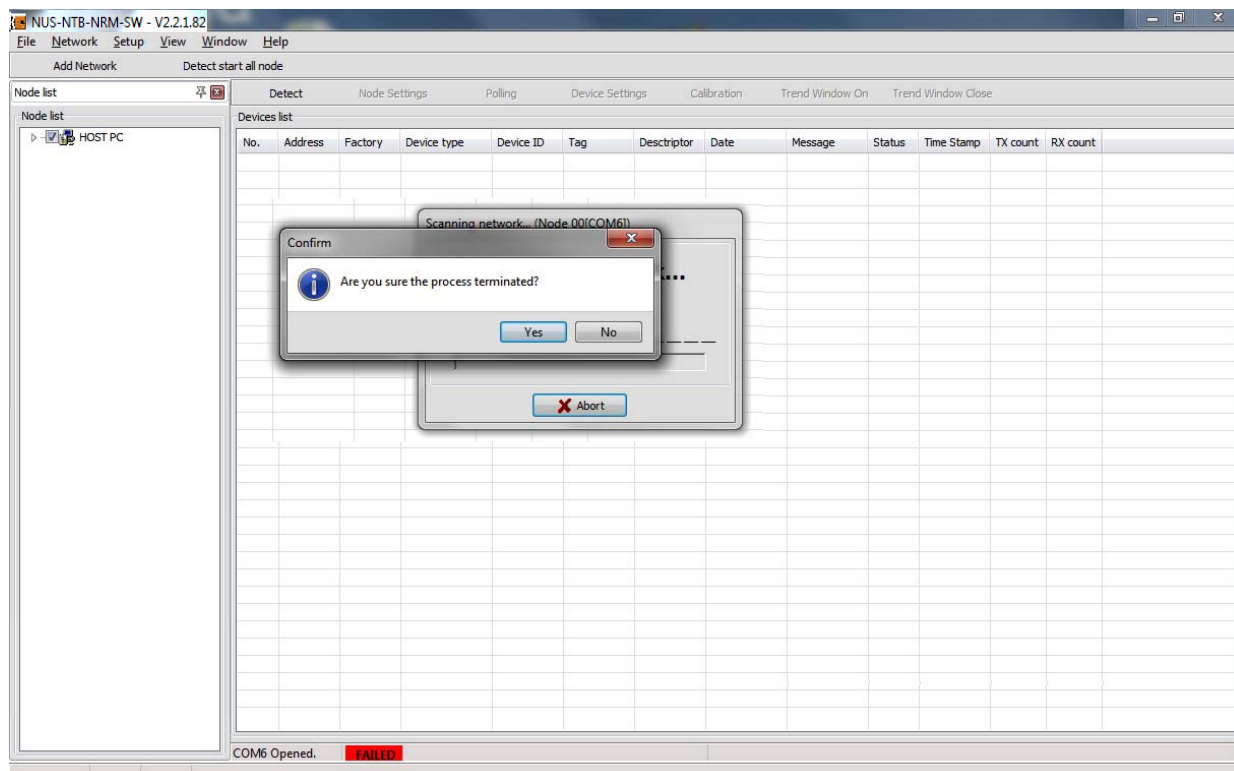 NUS-NTB-NRM-SW - V2.2.1.82
File Network Setup View Window Help
Add Network Detect start all node
Node list
Detect Node Settings Polling Device Settings Calibration Trend Window On Trend Window Close
Node list
Devices list
HOST PC
No. Address Factory Device type Device ID Tag Desctriptor Date Message Status Time Stamp TX count RX count
Scanning network... (Node 00[COM6])
Confirm
Are you sure the process terminated?
Yes No
Abort
COM6 Opened. FAILED